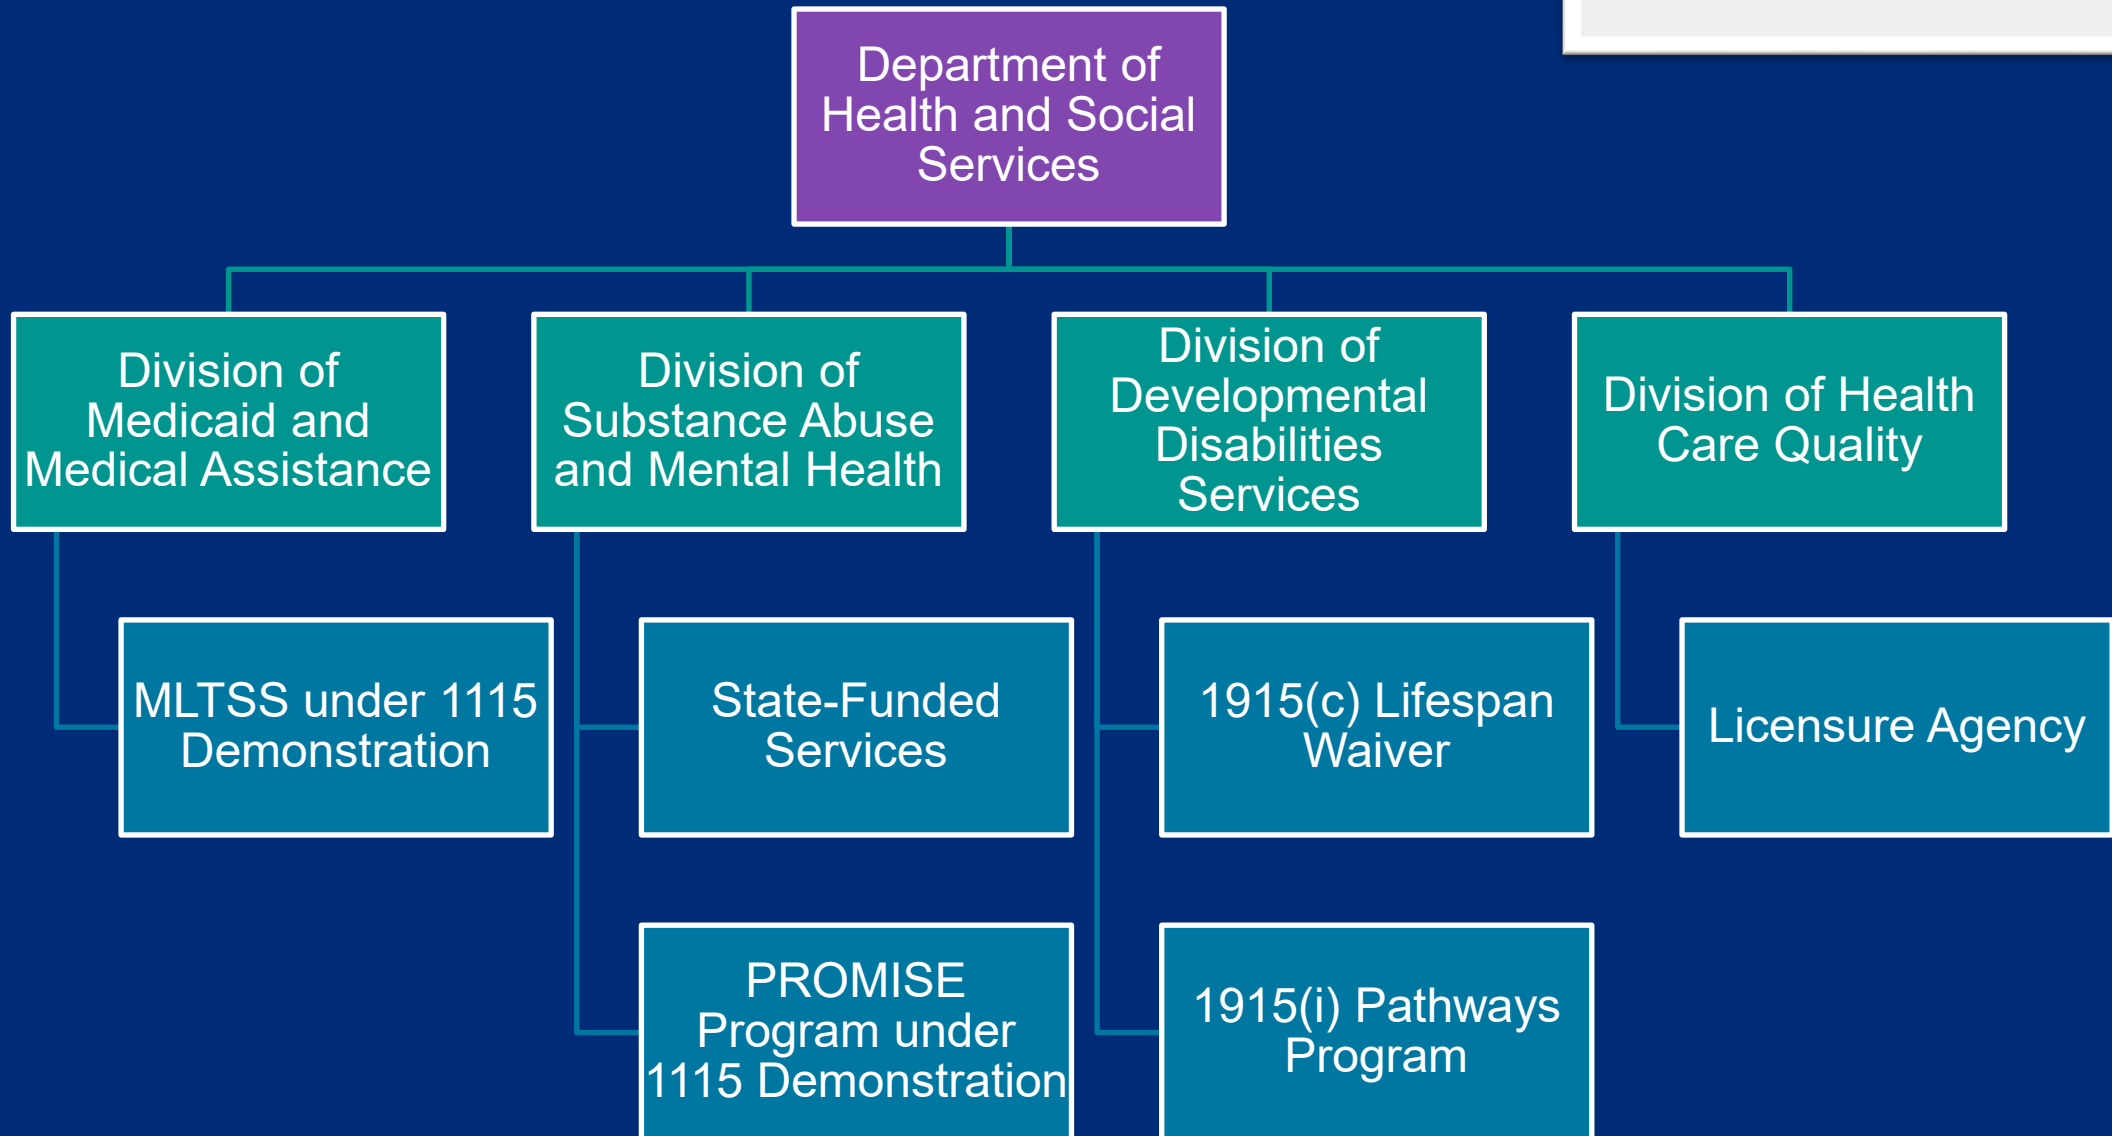 Department of
Health and Social
Services
Division of
Medicaid and
Medical Assistance
Division of
Substance Abuse
and Mental Health
Division of
Developmental
Disabilities
Services
Division of Health
Care Quality
MLTSS under 1115
Demonstration
State-Funded
Services
1915(c) Lifespan
Waiver
Licensure Agency
PROMISE
Program under
1115 Demonstration
1915(i) Pathways
Program